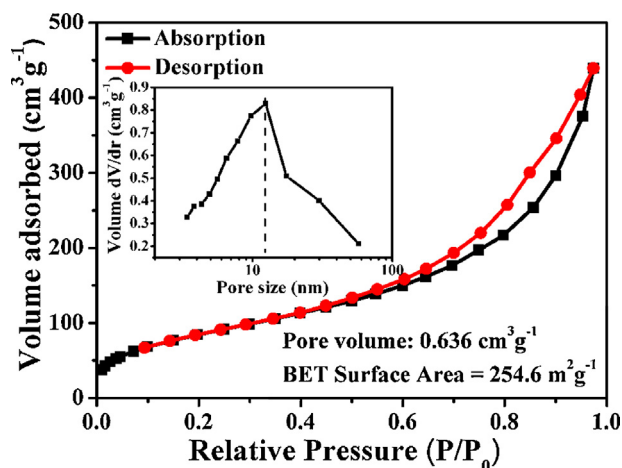 500
400
300
200
100
0
Volume adsorbed (cm³g⁻¹)
Absorption
Desorption
0.9
0.8
0.7
0.6
0.5
0.4
0.3
0.2
Volume dV/dr (cm³g⁻¹)
10
100
Pore size (nm)
Pore volume: 0.636 cm³g⁻¹
BET Surface Area = 254.6 m²g⁻¹
0.0 0.2 0.4 0.6 0.8 1.0
Relative Pressure (P/P₀)